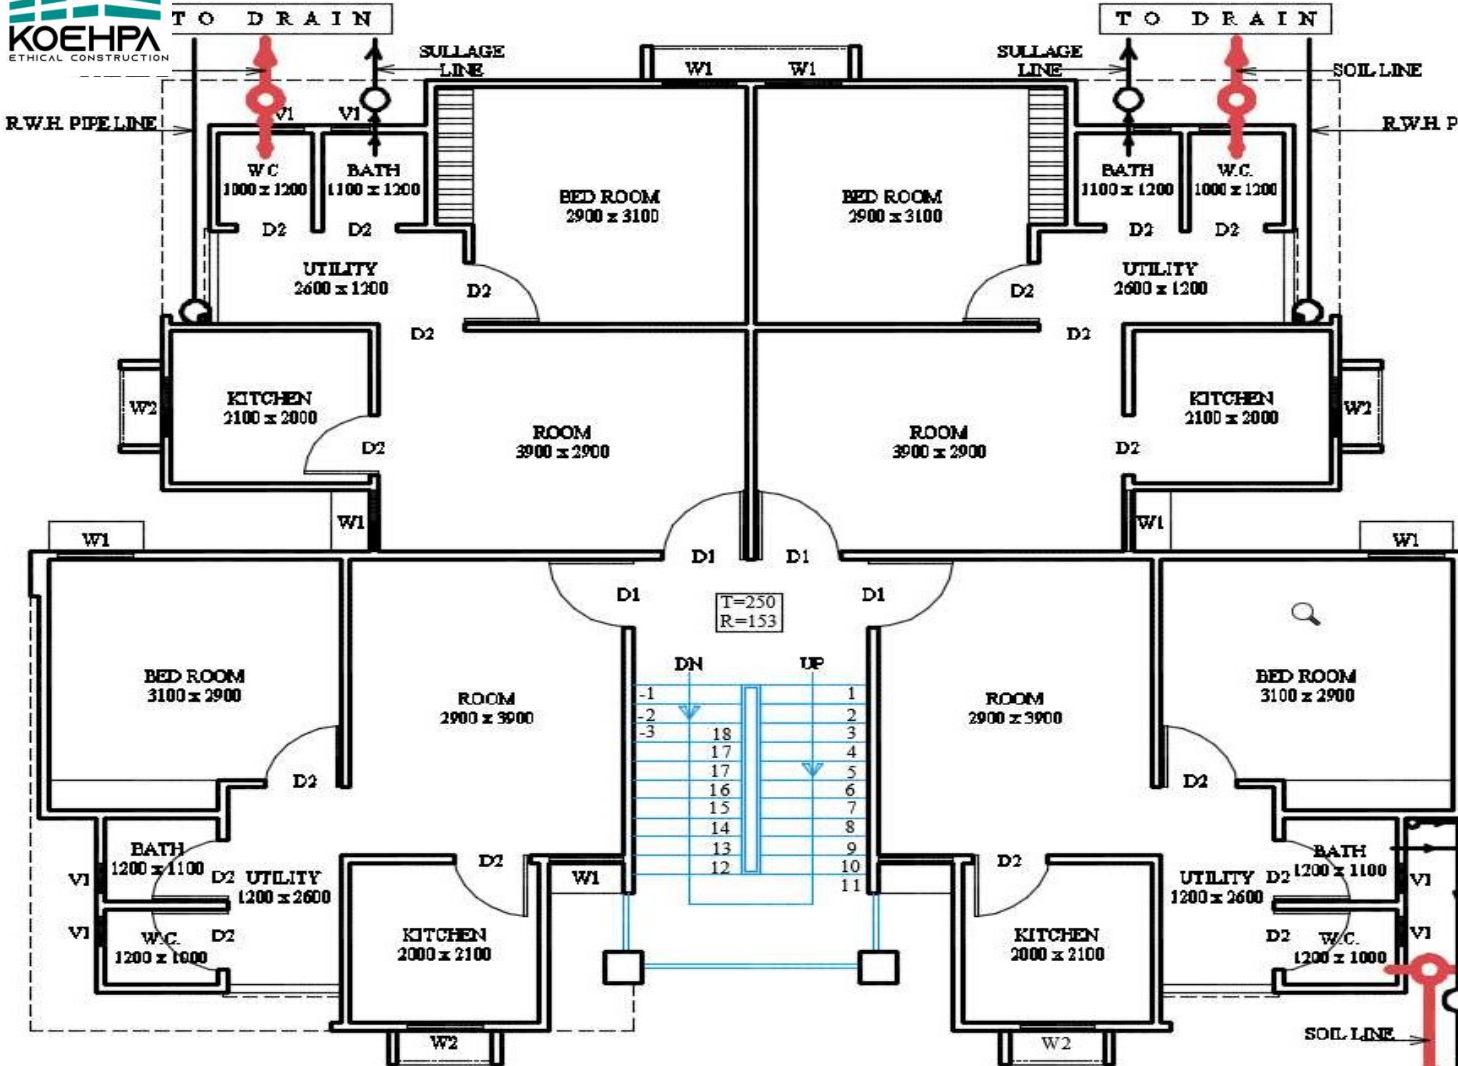 KOEHPA
ETHICAL CONSTRUCTION
TO DRAIN
TO DRAIN
SULLAGE
LINE
SULLAGE
LINE
SOIL LINE
W1
W1
R.W.H. PIPE LINE
R.W.H. P
V1
V1
W.C
1000 x 1200
BATH
1100 x 1200
BED ROOM
2900 x 3100
BED ROOM
2900 x 3100
BATH
1100 x 1200
W.C.
1000 x 1200
D2
D2
D2
D2
UTILITY
2600 x 1200
D2
D2
UTILITY
2600 x 1200
D2
D2
KITCHEN
2100 x 2000
W2
D2
ROOM
3900 x 2900
ROOM
3900 x 2900
D2
KITCHEN
2100 x 2000
W2
W1
W1
W1
W1
D1
D1
D1
D1
T=250
R=153
DN
UP
BED ROOM
3100 x 2900
ROOM
2900 x 3900
ROOM
2900 x 3900
BED ROOM
3100 x 2900
-1
-2
-3
18
17
17
16
15
14
13
12
1
2
3
4
5
6
7
8
9
10
11
D2
D2
BATH
1200 x 1100
V1
D2
UTILITY
1200 x 2600
D2
W1
D2
UTILITY
1200 x 2600
D2
BATH
1200 x 1100
V1
V1
W.C.
1200 x 1000
D2
KITCHEN
2000 x 2100
KITCHEN
2000 x 2100
D2
W.C.
1200 x 1000
V1
W2
W2
SOIL LINE